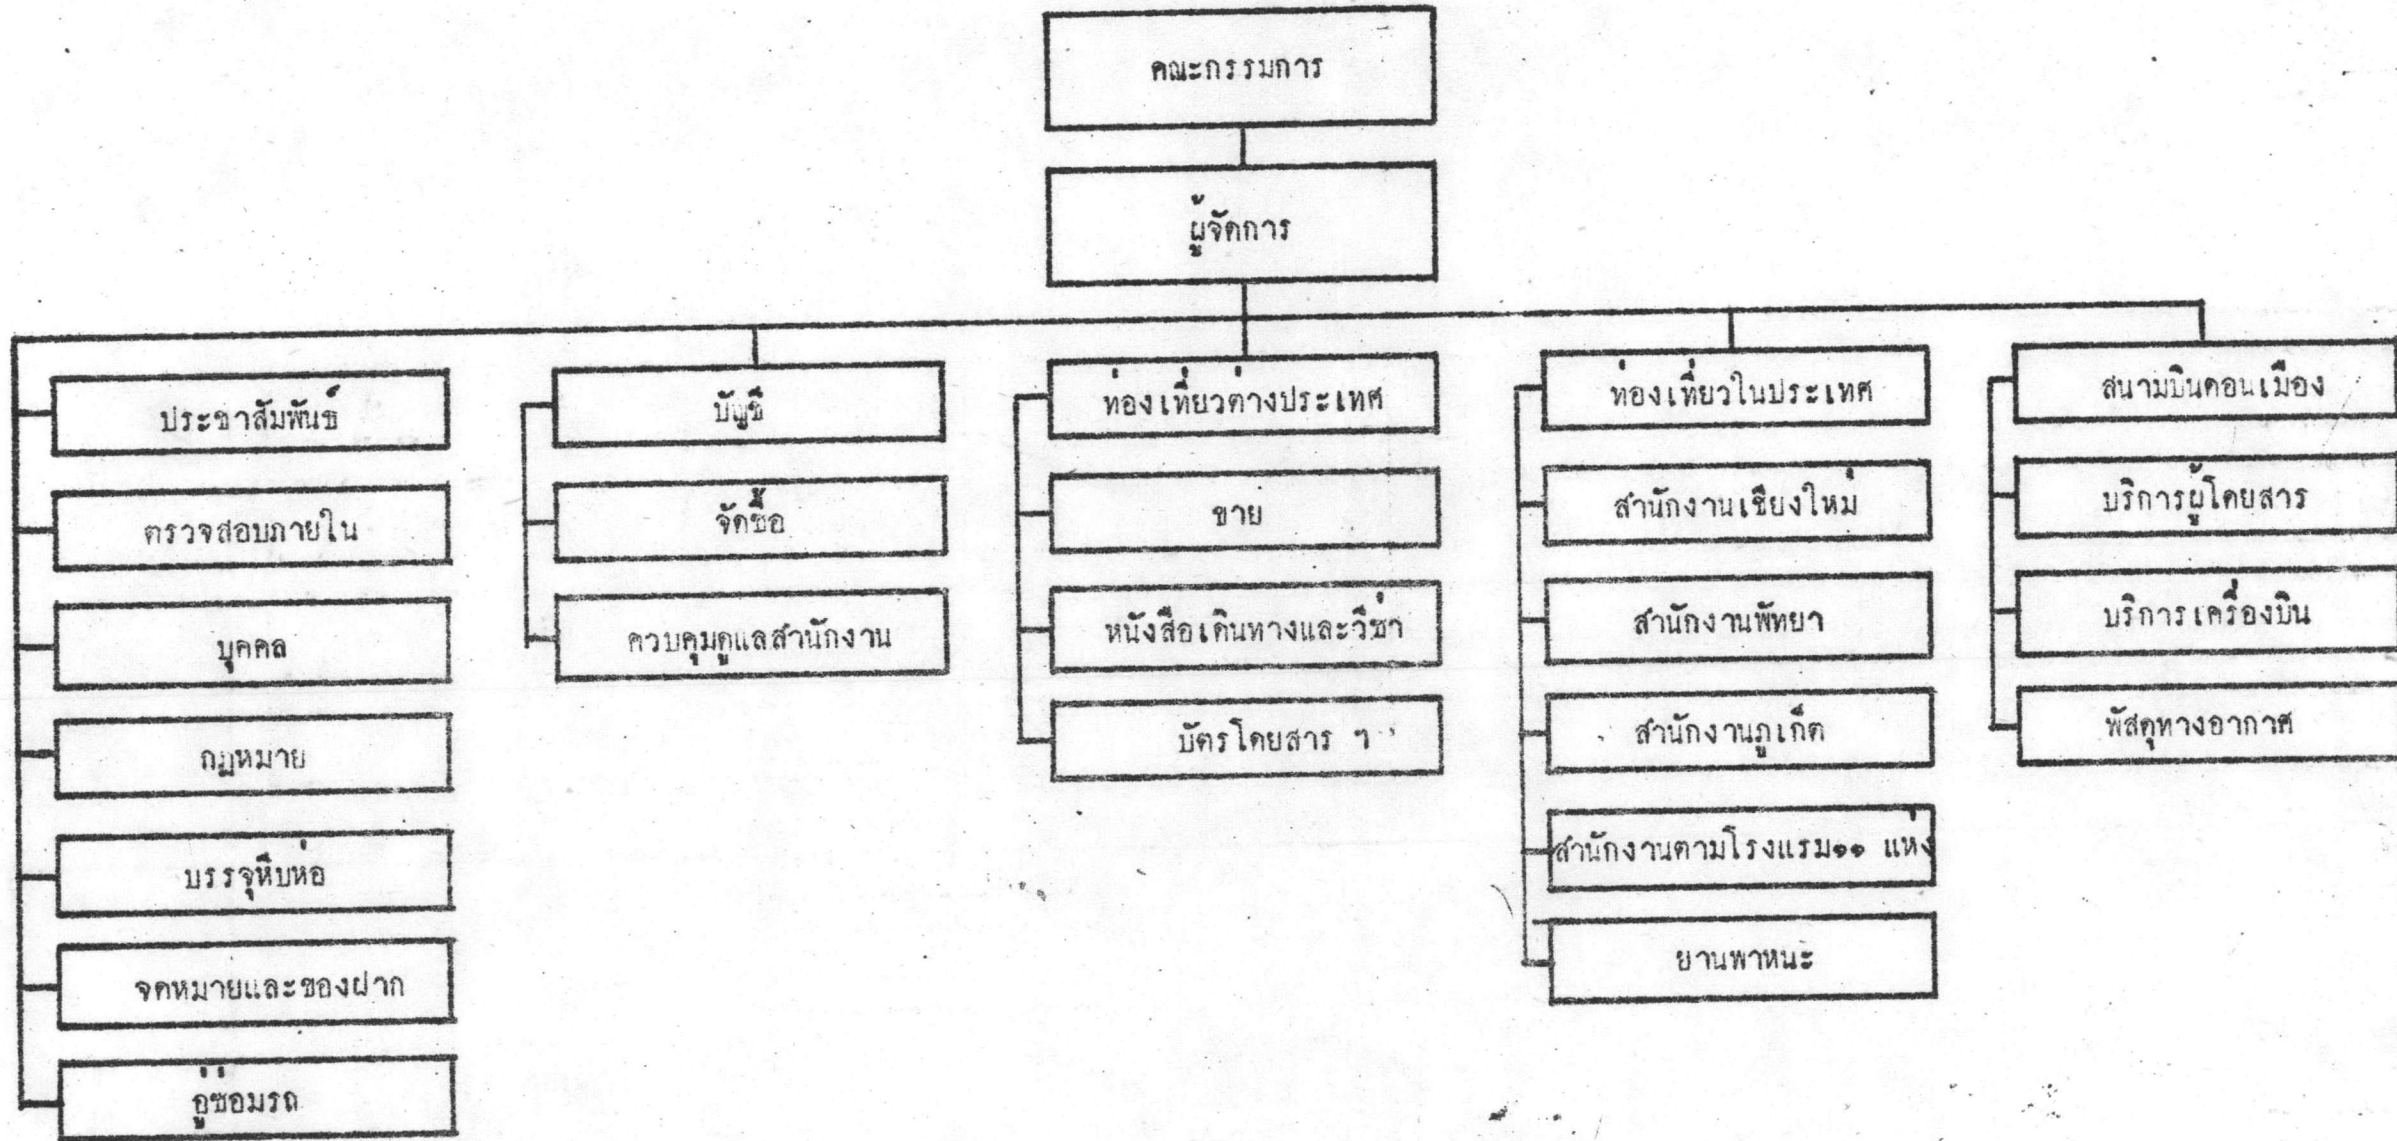 คณะกรรมการ
ผู้จัดการ
ประชาสัมพันธ์
ตรวจสอบภายใน
บุคคล
กฎหมาย
บรรจุหีบห่อ
จดหมายและของฝาก
อู่ซ่อมรถ
บัญชี
จัดซื้อ
ควบคุมดูแลสำนักงาน
ท่องเที่ยวต่างประเทศ
ขาย
หนังสือเดินทางและวีซ่า
บัตรโดยสาร ๆ
ท่องเที่ยวในประเทศ
สำนักงานเชียงใหม่
สำนักงานพัทยา
สำนักงานภูเก็ต
สำนักงานตามโรงแรม๑๑ แห่ง
ยานพาหนะ
สนามบินดอนเมือง
บริการผู้โดยสาร
บริการเครื่องบิน
พัสดุทางอากาศ